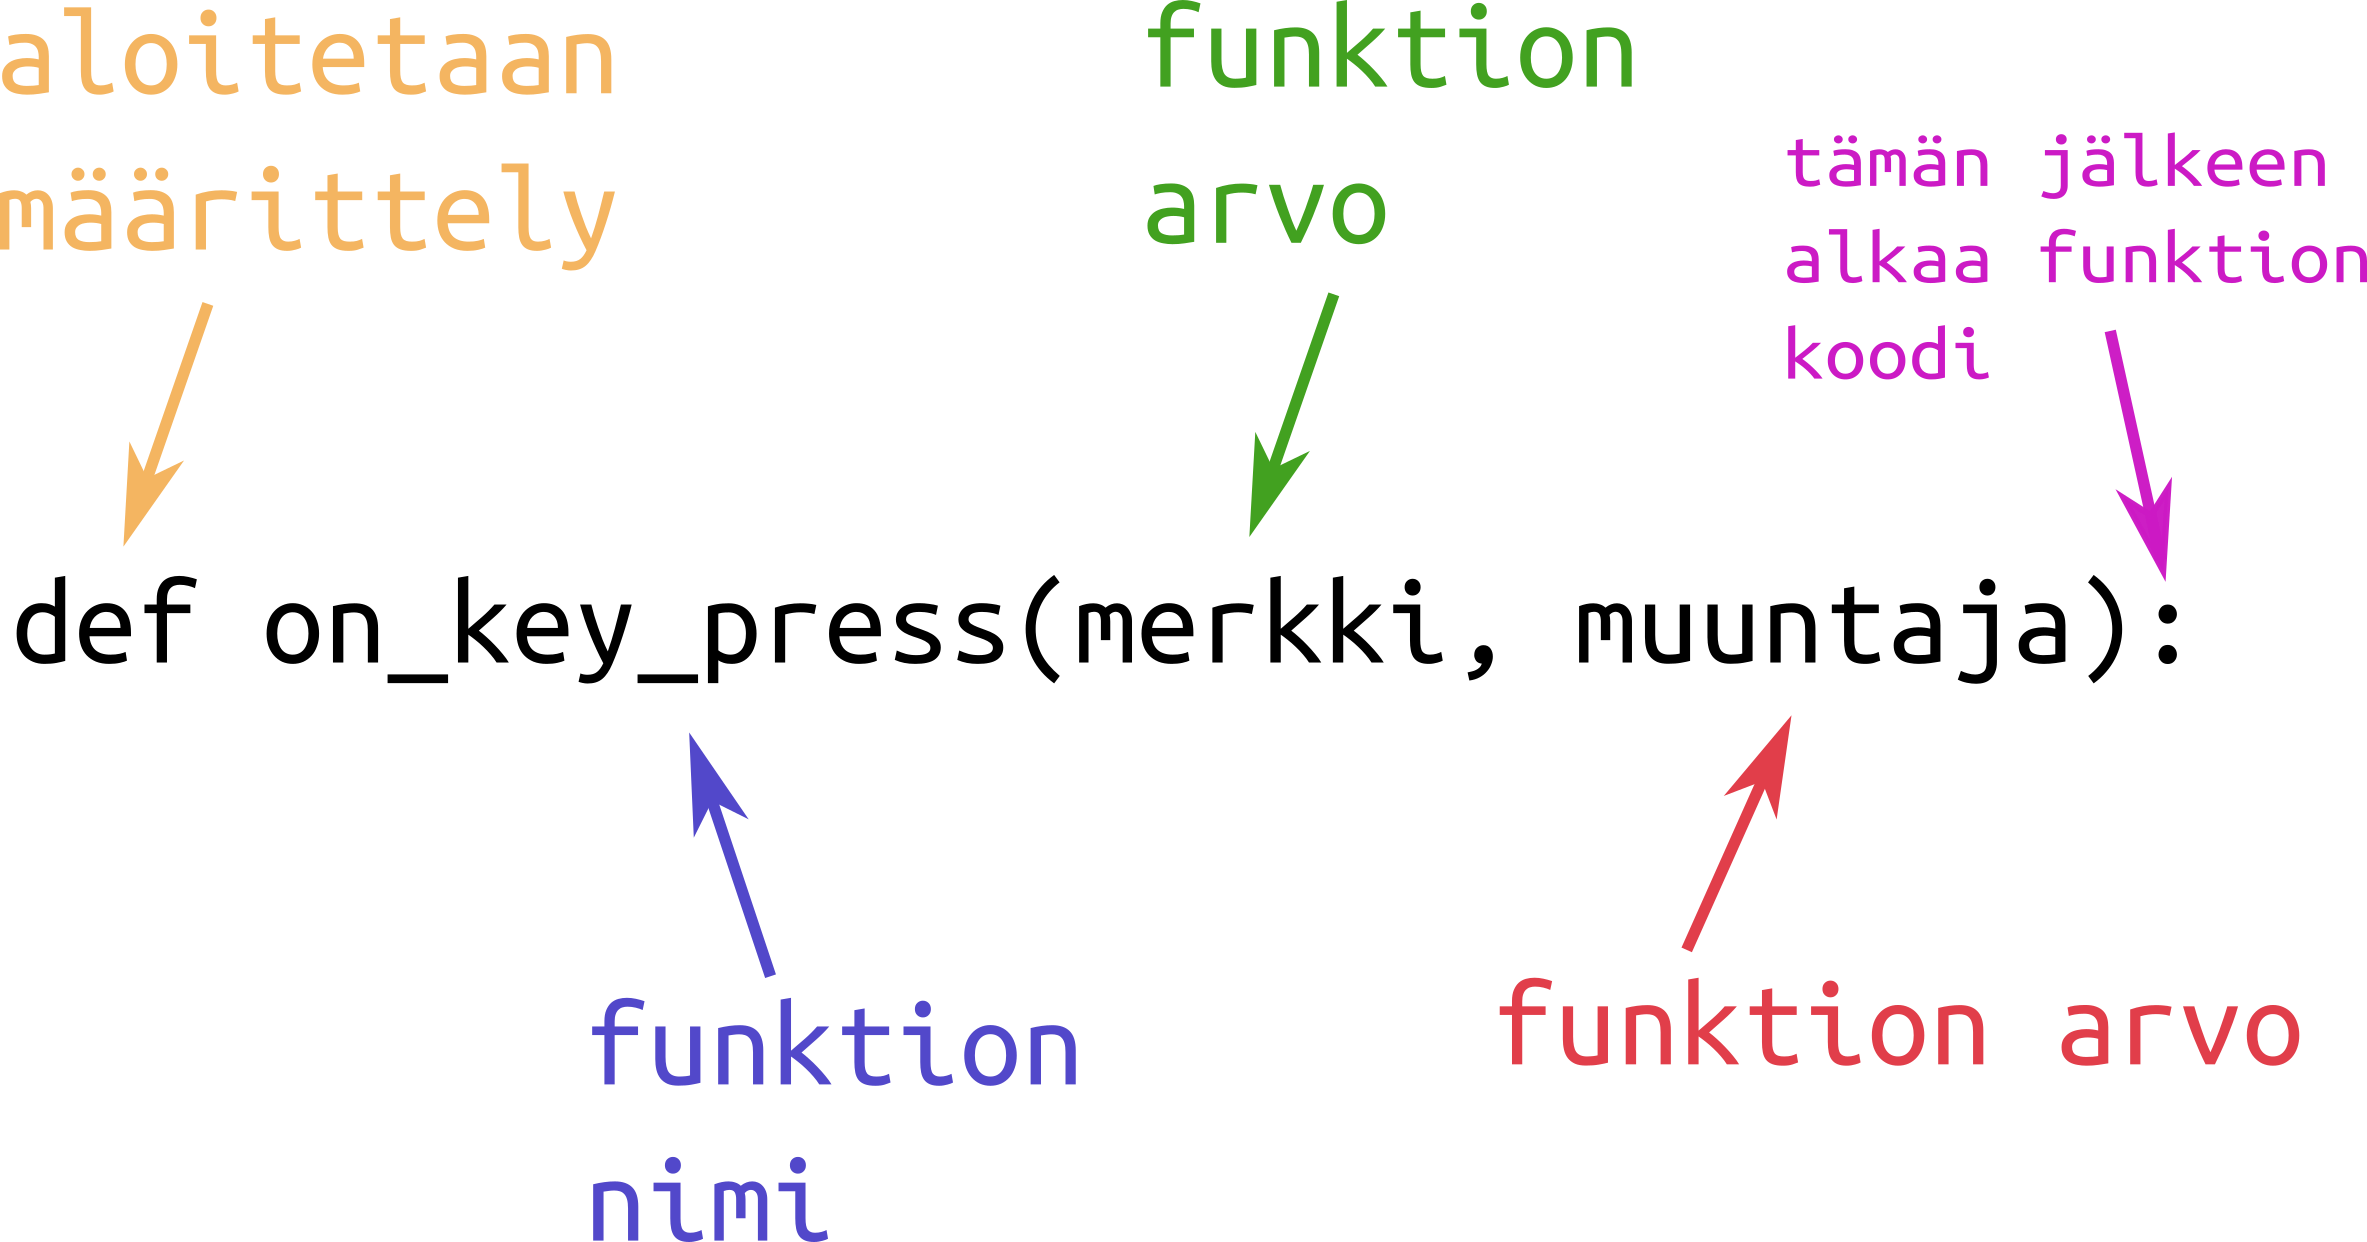 aloitetaan
määrittely
funktion
arvo
tämän jälkeen
alkaa funktion
koodi
def on_key_press(merkki, muuntaja):
funktion
nimi
funktion arvo